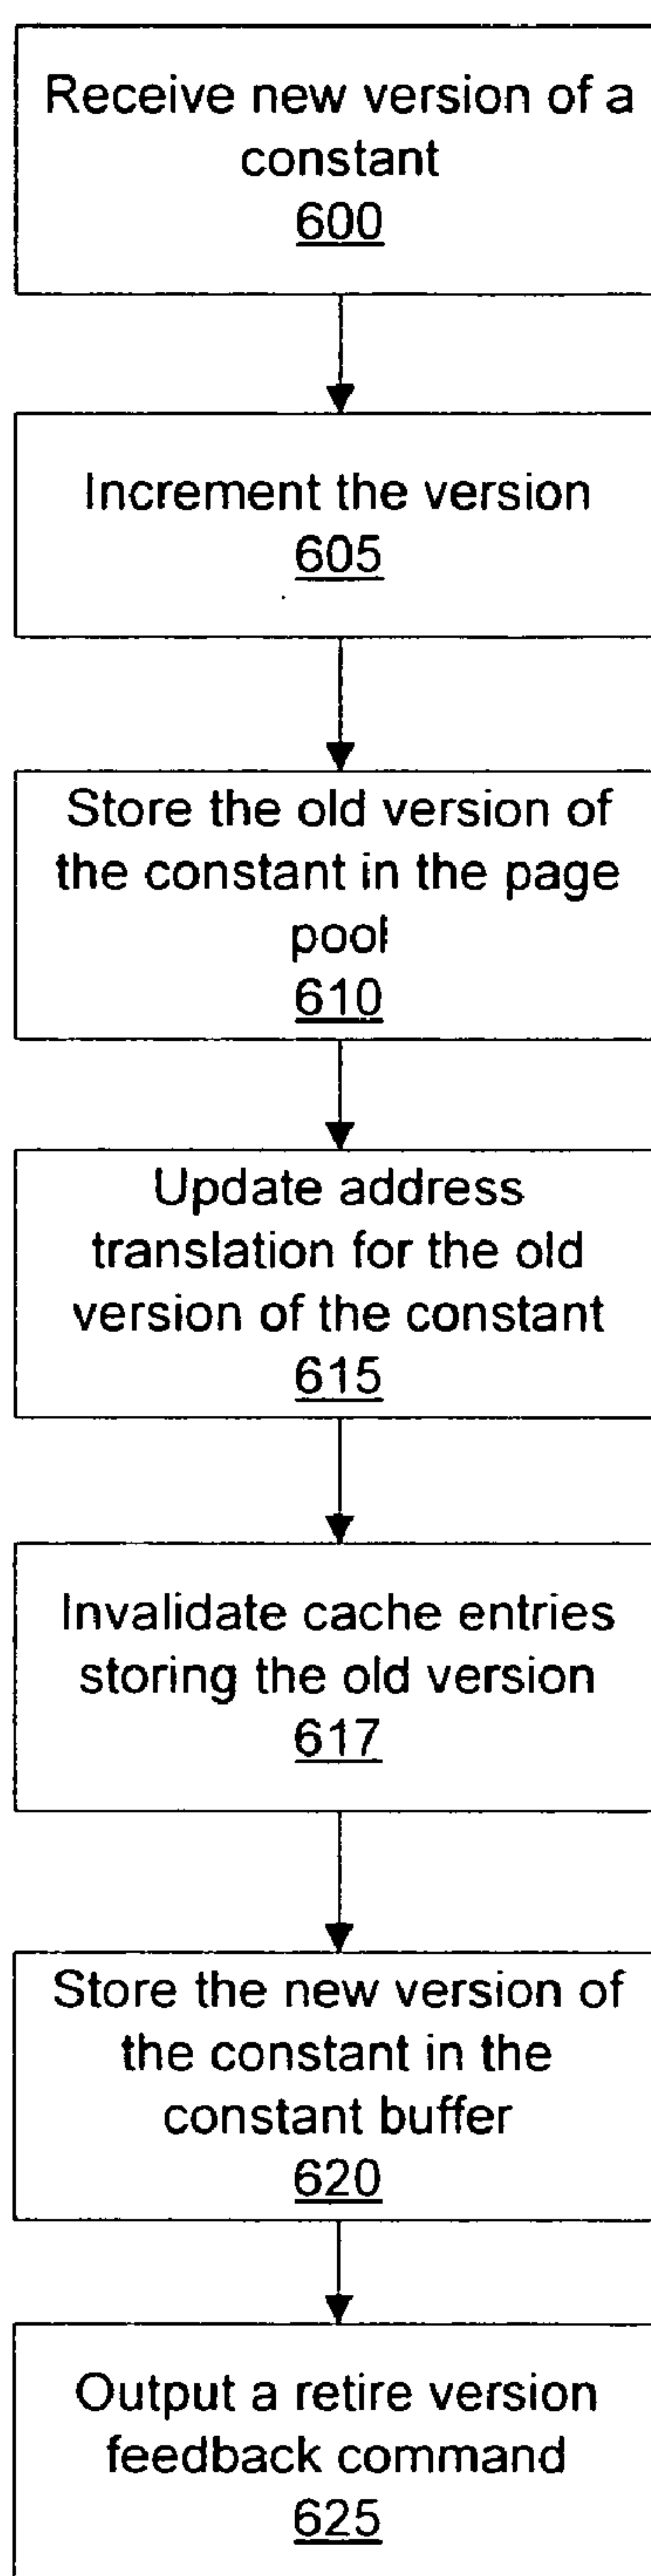 Receive new version of a
constant
600
Increment the version
605
Store the old version of
the constant in the page
pool
610
Update address
translation for the old
version of the constant
615
Invalidate cache entries
storing the old version
617
Store the new version of
the constant in the
constant buffer
620
Output a retire version
feedback command
625